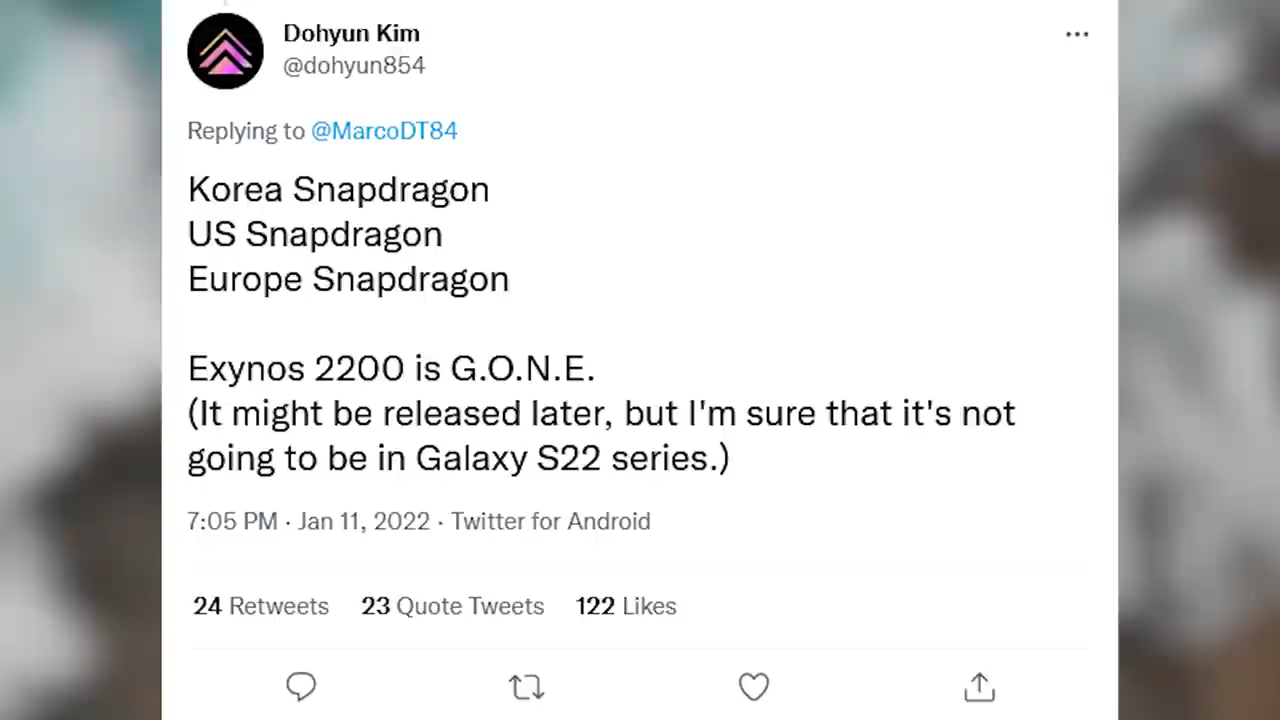 Dohyun Kim
@dohyun854
Replying to @MarcoDT84
Korea Snapdragon
US Snapdragon
Europe Snapdragon
Exynos 2200 is G.O.N.E.
(It might be released later, but I'm sure that it's not
going to be in Galaxy S22 series.)
7:05 PM · Jan 11, 2022 · Twitter for Android
24 Retweets 23 Quote Tweets 122 Likes